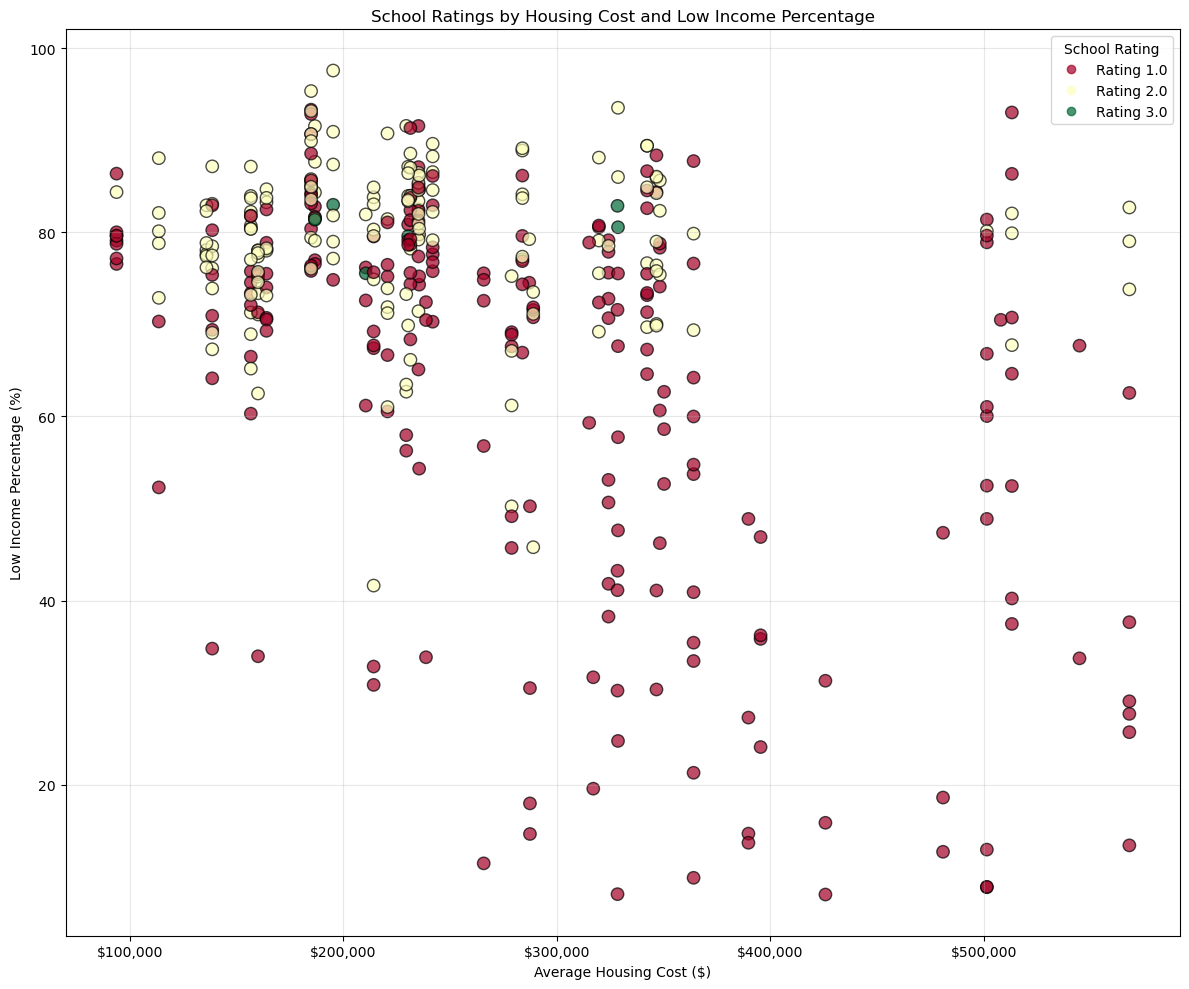 School Ratings by Housing Cost and Low Income Percentage
School Rating
Rating 1.0
Rating 2.0
Rating 3.0
Low Income Percentage (%)
100
80
60
40
20
$100,000
$200,000
$300,000
$400,000
$500,000
Average Housing Cost ($)